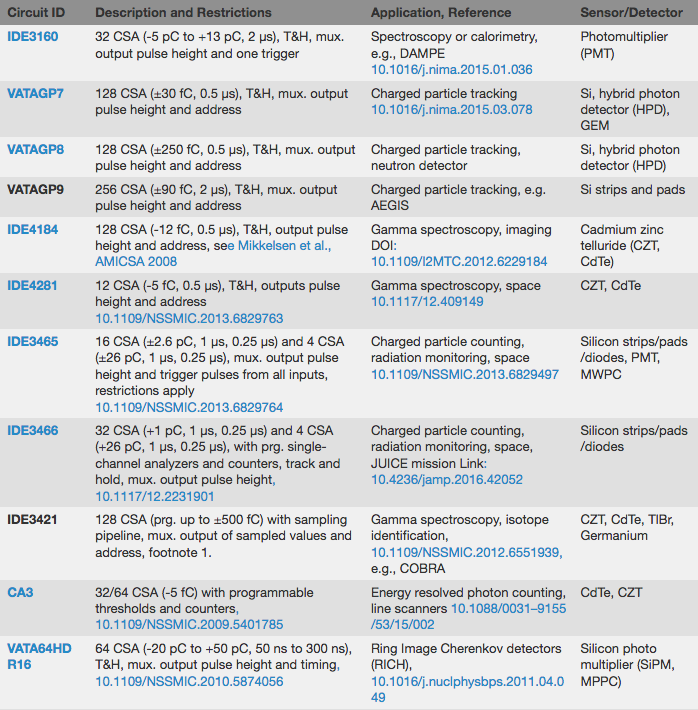 Circuit ID Description and Restrictions Application, Reference Sensor/Detector
IDE3160 32 CSA (-5 pC to +13 pC, 2 µs), T&H, mux. Spectroscopy or calorimetry, Photomultiplier
output pulse height and one trigger e.g., DAMPE (PMT)
10.1016/j.nima.2015.01.036
VATAGP7 128 CSA (±30 fC, 0.5 µs), T&H, mux. output Charged particle tracking Si, hybrid photon
pulse height and address 10.1016/j.nima.2015.03.078 detector (HPD),
GEM
VATAGP8 128 CSA (±250 fC, 0.5 µs), T&H, mux. output Charged particle tracking, Si, hybrid photon
pulse height and address neutron detector detector (HPD)
VATAGP9 256 CSA (±90 fC, 2 µs), T&H, mux. output Charged particle tracking, e.g. Si strips and pads
pulse height and address AEGIS
IDE4184 128 CSA (-12 fC, 0.5 µs), T&H, output pulse Gamma spectroscopy, imaging Cadmium zinc
height and address, see Mikkelsen et al., DOI: telluride (CZT,
AMICSA 2008 10.1109/I2MTC.2012.6229184 CdTe)
IDE4281 12 CSA (-5 fC, 0.5 µs), T&H, outputs pulse Gamma spectroscopy, space CZT, CdTe
height and address 10.1117/12.409149
10.1109/NSSMIC.2013.6829763
IDE3465 16 CSA (±2.6 pC, 1 µs, 0.25 µs) and 4 CSA Charged particle counting, Silicon strips/pads
(±26 pC, 1 µs, 0.25 µs), mux. output pulse radiation monitoring, space /diodes, PMT,
height and trigger pulses from all inputs, 10.1109/NSSMIC.2013.6829497 MWPC
restrictions apply
10.1109/NSSMIC.2013.6829764
IDE3466 32 CSA (+1 pC, 1 µs, 0.25 µs) and 4 CSA Charged particle counting, Silicon strips/pads
(+26 pC, 1 µs, 0.25 µs), with prg. single- radiation monitoring, space, /diodes
channel analyzers and counters, track and JUICE mission Link:
hold, mux. output pulse height, 10.4236/jamp.2016.42052
10.1117/12.2231901
IDE3421 128 CSA (prg. up to ±500 fC) with sampling Gamma spectroscopy, isotope CZT, CdTe, TlBr,
pipeline, mux. output of sampled values and identification, Germanium
address, footnote 1. 10.1109/NSSMIC.2012.6551939,
e.g., COBRA
CA3 32/64 CSA (-5 fC) with programmable Energy resolved photon counting, CdTe, CZT
thresholds and counters, line scanners 10.1088/0031–9155
10.1109/NSSMIC.2009.5401785 /53/15/002
VATA64HD 64 CSA (-20 pC to +50 pC, 50 ns to 300 ns), Ring Image Cherenkov detectors Silicon photo
R16 T&H, mux. output pulse height and timing, (RICH), multiplier (SiPM,
10.1109/NSSMIC.2010.5874056 10.1016/j.nuclphysbps.2011.04.0 MPPC)
49